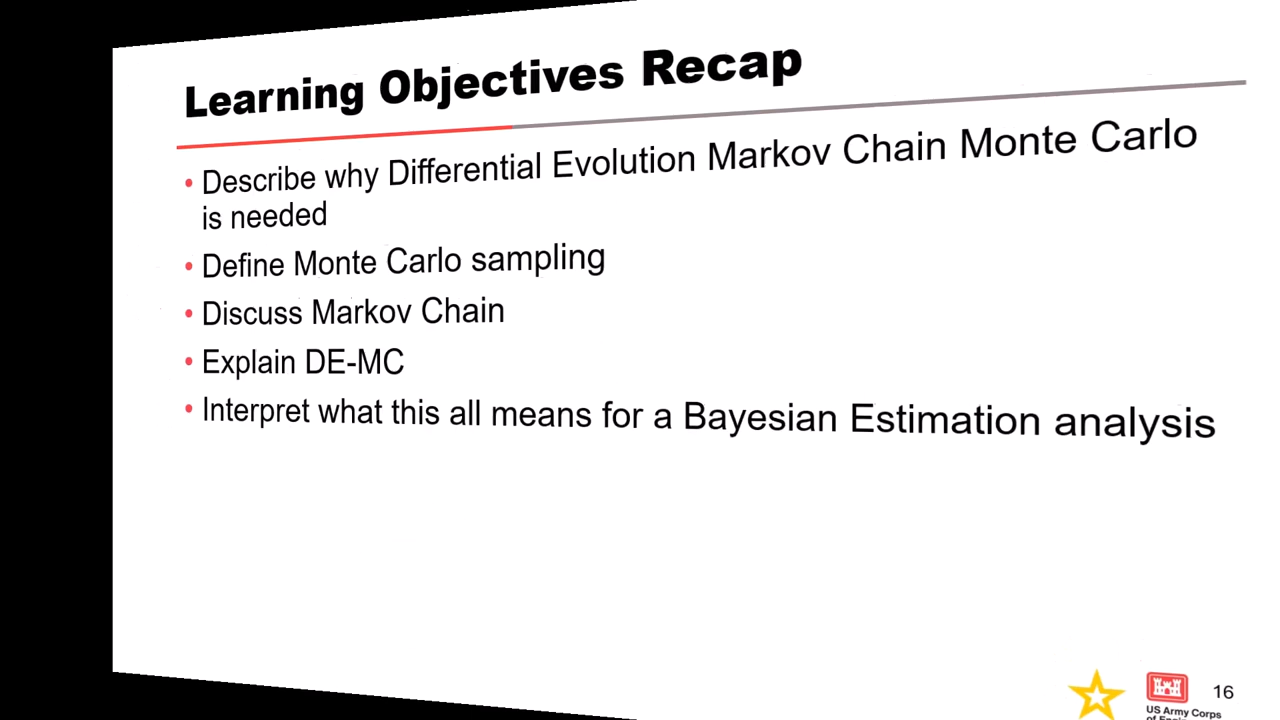 Learning Objectives Recap
• Describe why Differential Evolution Markov Chain Monte Carlo
is needed
• Define Monte Carlo sampling
• Discuss Markov Chain
• Explain DE-MC
• Interpret what this all means for a Bayesian Estimation analysis
16
US Army Corps